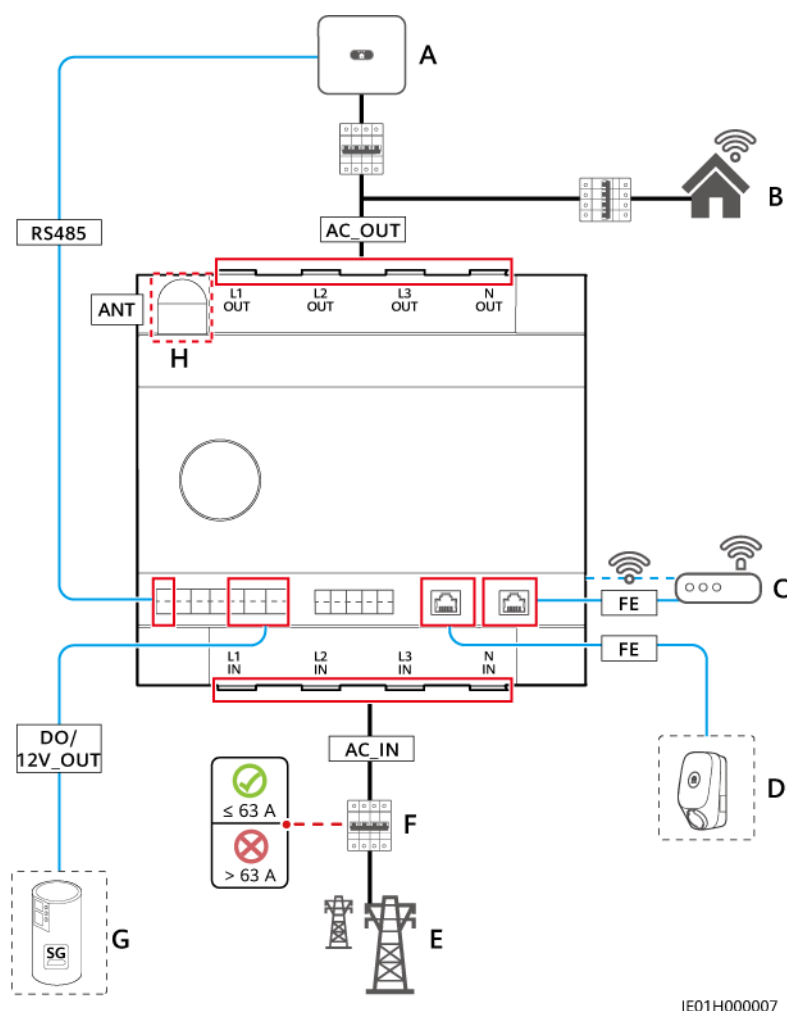 A
B
RS485
AC_OUT
ANT
L1 OUT
L2 OUT
L3 OUT
N OUT
H
C
FE
FE
L1 IN
L2 IN
L3 IN
N IN
DO/
12V_OUT
AC_IN
D
≤ 63 A
F
> 63 A
SG
G
E
IE01H000007